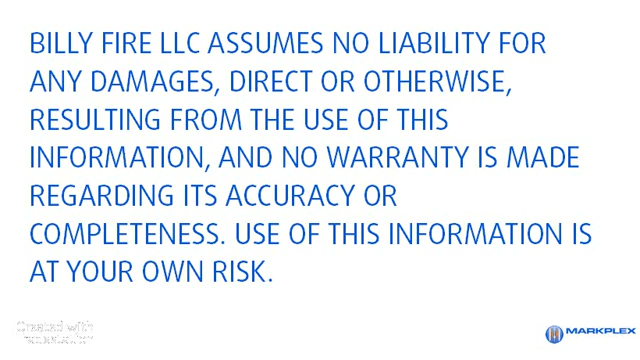 BILLY FIRE LLC ASSUMES NO LIABILITY FOR
ANY DAMAGES, DIRECT OR OTHERWISE,
RESULTING FROM THE USE OF THIS
INFORMATION, AND NO WARRANTY IS MADE
REGARDING ITS ACCURACY OR
COMPLETENESS. USE OF THIS INFORMATION IS
AT YOUR OWN RISK.
Created with
MARKPLEX